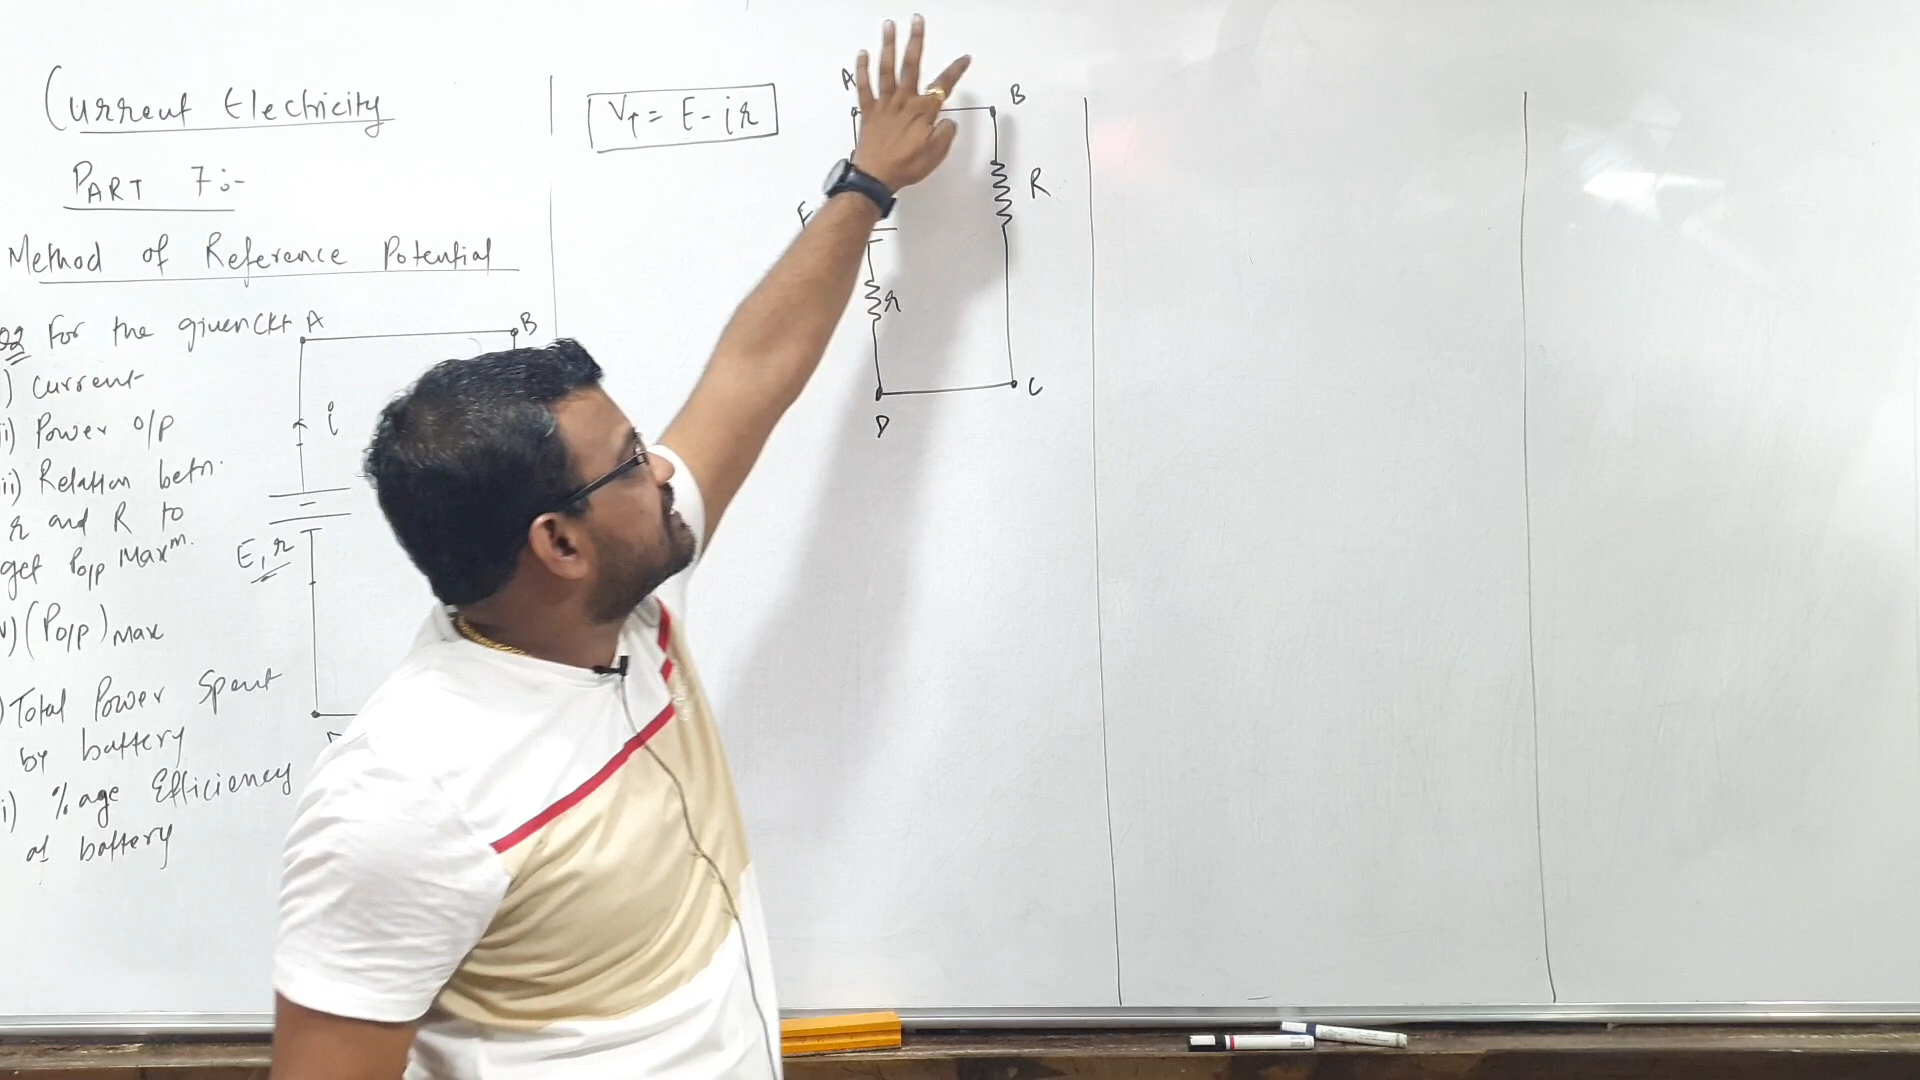 Current Electricity
PART 7:-
Method of Reference Potential
Q2 For the given Ckt
i) Current
ii) Power o/p
iii) Relation betn.
r and R to
get Po/p Maxm.
iv) (Po/p)Max
v) Total Power Spent
by battery
vi) %age Efficiency
of battery
A
B
i
E, r
VT = E - ir
A
B
E
R
r
C
D